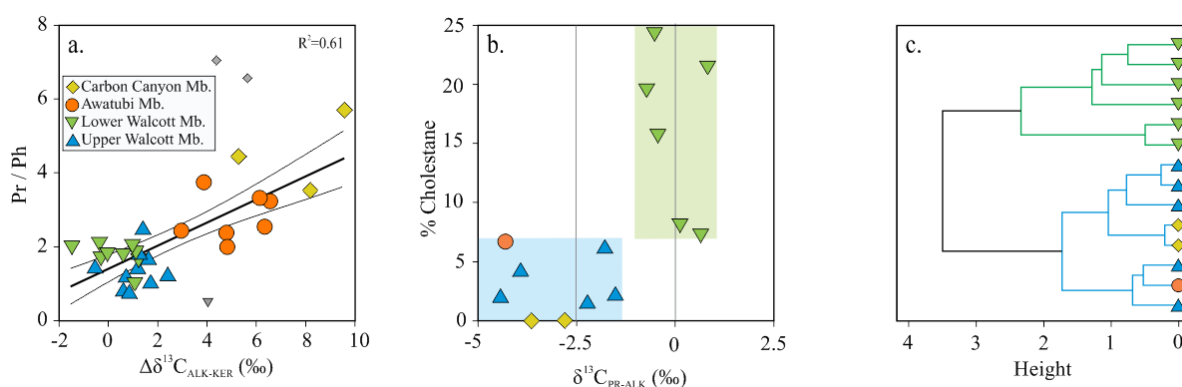 a.
R²=0.61
Carbon Canyon Mb.
Awatubi Mb.
Lower Walcott Mb.
Upper Walcott Mb.
Pr / Ph
8
6
4
2
0
-2 0 2 4 6 8 10
Δδ¹³C_ALK-KER (‰)
b.
% Cholestane
25
20
15
10
5
0
-5 -2.5 0 2.5
δ¹³C_PR-ALK (‰)
c.
4 3 2 1 0
Height